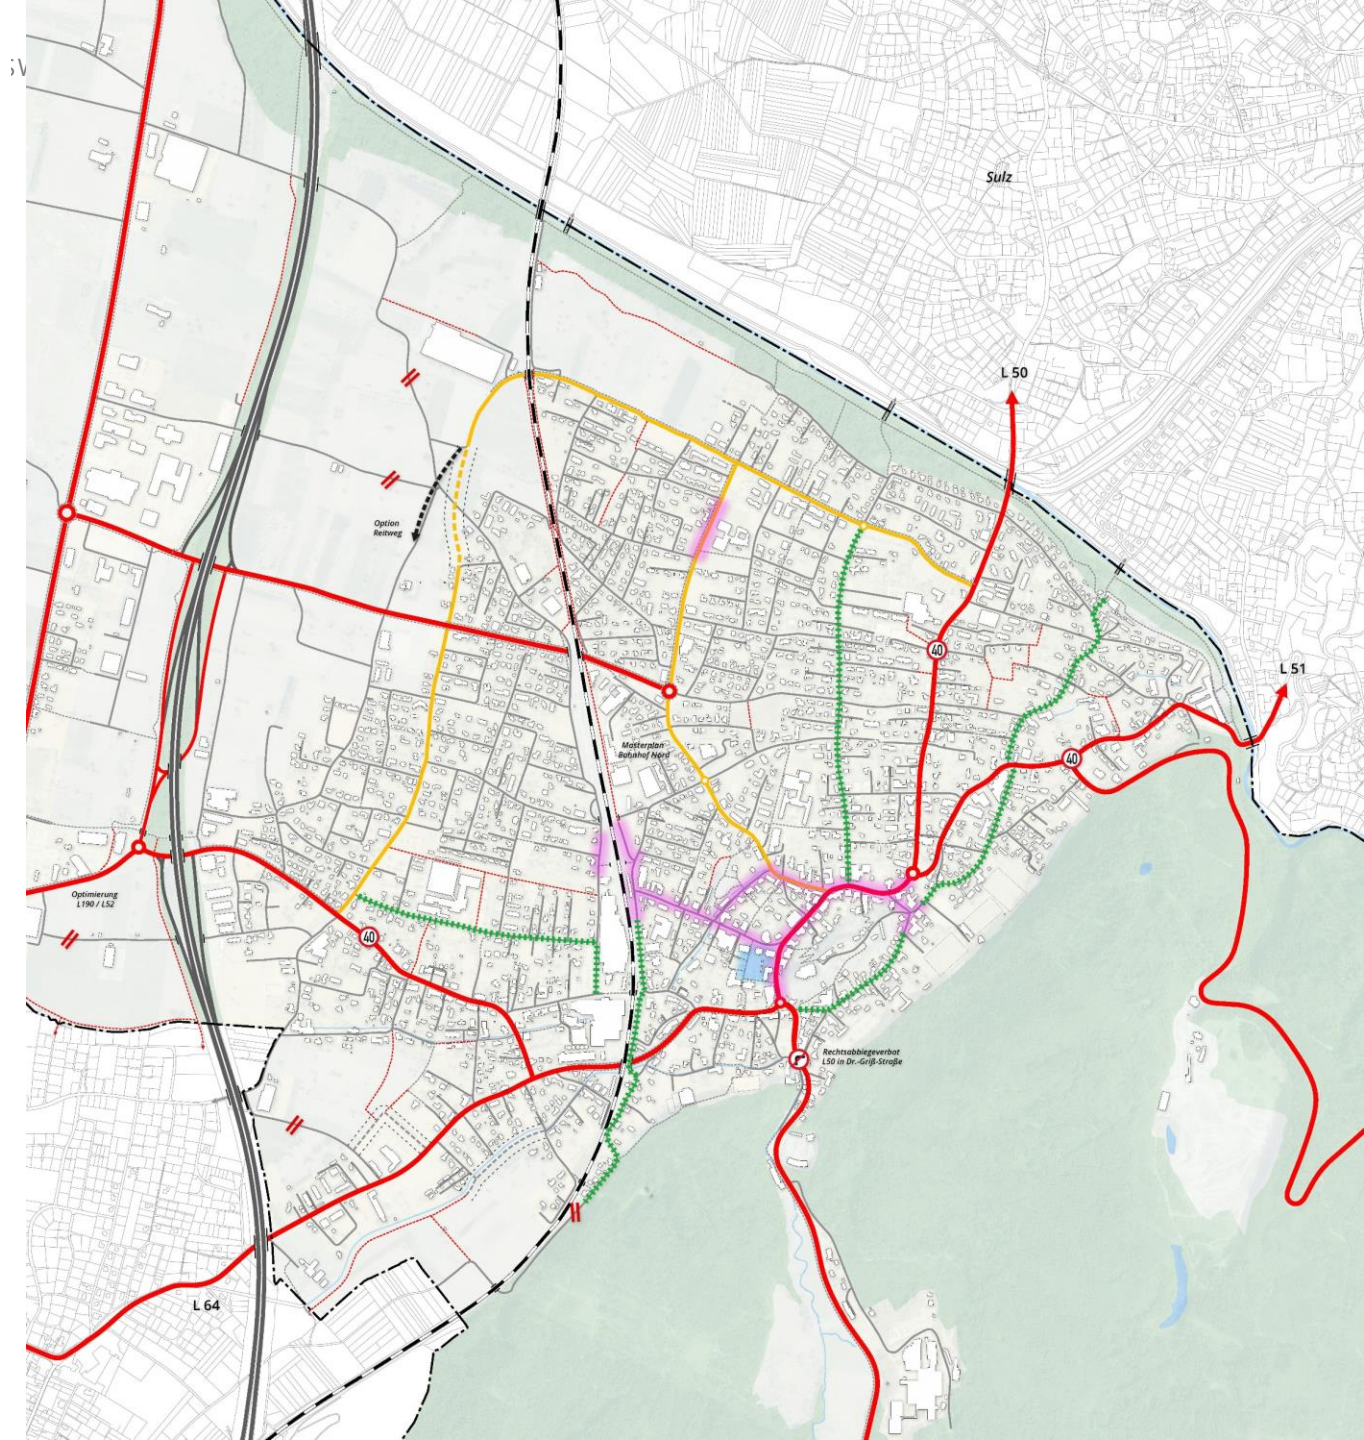 Sulz
L 50
Option
Reitweg
40
L 51
Masterplan
Bahnhof Nord
40
Optimierung
L190 / L52
40
Rechtsabbiegeverbot
L50 in Dr.-Griß-Straße
L 64